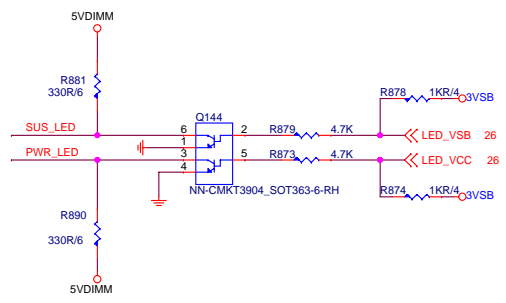 5VDIMM
R881
330R/6
R878 1KR/4 3VSB
Q144
SUS_LED 6 2 R879 4.7K LED_VSB 26
1
PWR_LED 3 5 R873 4.7K LED_VCC 26
4
NN-CMKT3904_SOT363-6-RH
R874 1KR/4 3VSB
R890
330R/6
5VDIMM